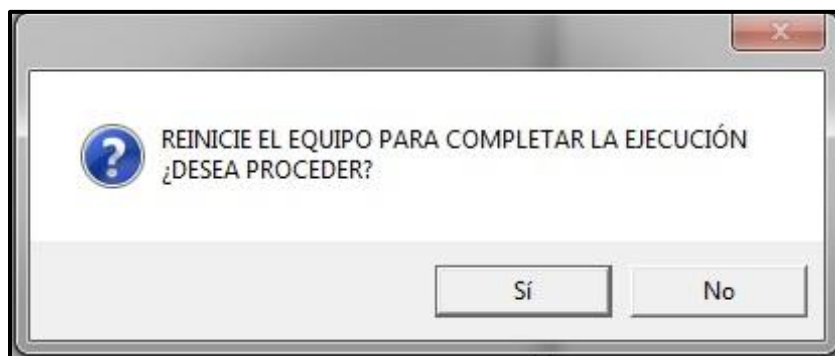 REINICIE EL EQUIPO PARA COMPLETAR LA EJECUCIÓN
¿DESEA PROCEDER?
Sí
No